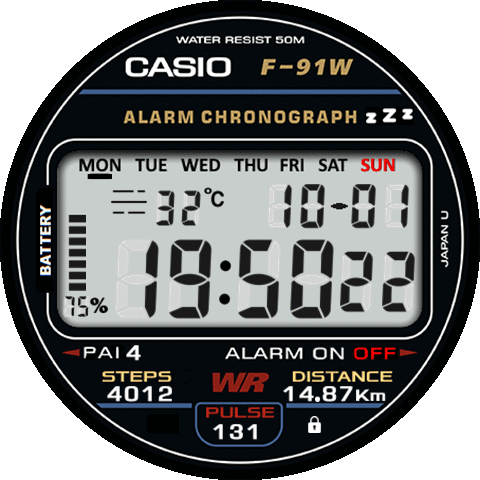 WATER RESIST 50M
CASIO F-91W
ALARM CHRONOGRAPH z z z
MON TUE WED THU FRI SAT SUN
32°C 10-01
BATTERY
19:50 22
75%
JAPAN U
PAI 4 ALARM ON OFF
STEPS WR DISTANCE
4012 14.87Km
PULSE
131